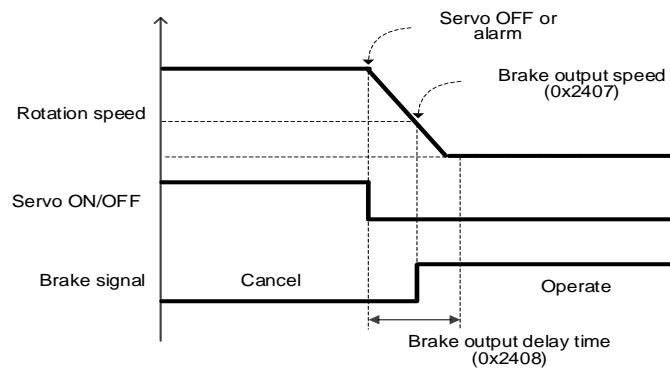 Servo OFF or
alarm
Brake output speed
(0x2407)
Rotation speed
Servo ON/OFF
Brake signal
Cancel
Operate
Brake output delay time
(0x2408)